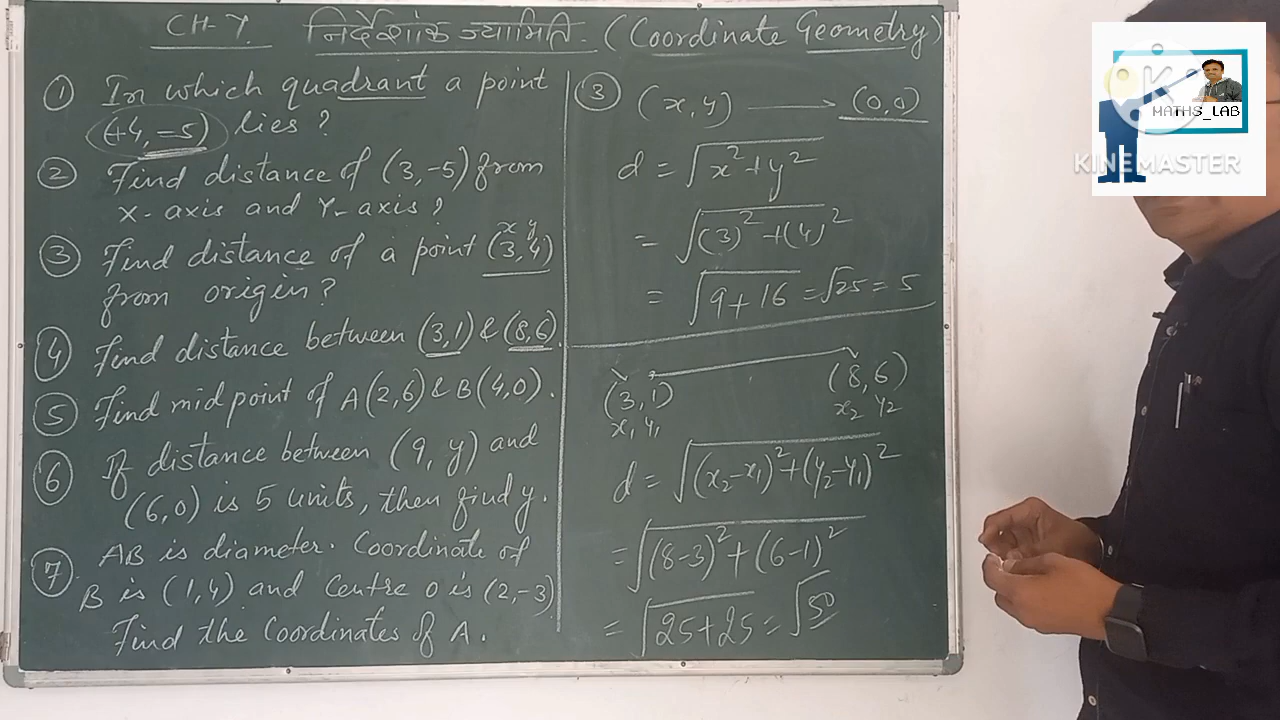 CH-7 निर्देशांक ज्यामिति. (Coordinate Geometry)
① In which quadrant a point
(+4, -5) lies?
② Find distance of (3,-5) from
X-axis and Y-axis?
x y
③ Find distance of a point (3,4)
from origin?
④ Find distance between (3,1) & (8,6).
⑤ Find mid point of A(2,6) & B(4,0).
⑥ If distance between (9, y) and
(6,0) is 5 units, then find y.
⑦ AB is diameter. Coordinate of
B is (1,4) and centre O is (2,-3)
Find the Coordinates of A.
③ (x,y) → (0,0)
d = √x²+y²
= √(3)²+(4)²
= √9+16 = √25 = 5
(3,1) (8,6)
x₁ y₁ x₂ y₂
d = √(x₂-x₁)²+(y₂-y₁)²
= √(8-3)²+(6-1)²
= √25+25 = √50
K
MATHS_LAB
KINEMASTER